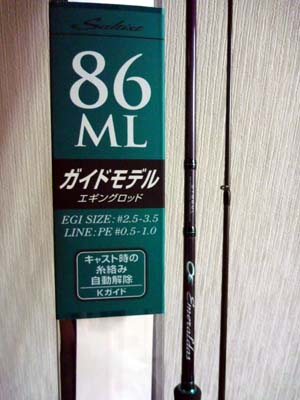 Saltist
86
ML
ガイドモデル
エギングロッド
EGI SIZE:#2.5-3.5
LINE:PE #0.5-1.0
キャスト時の
糸絡み
自動解除
Kガイド
Emeraldas